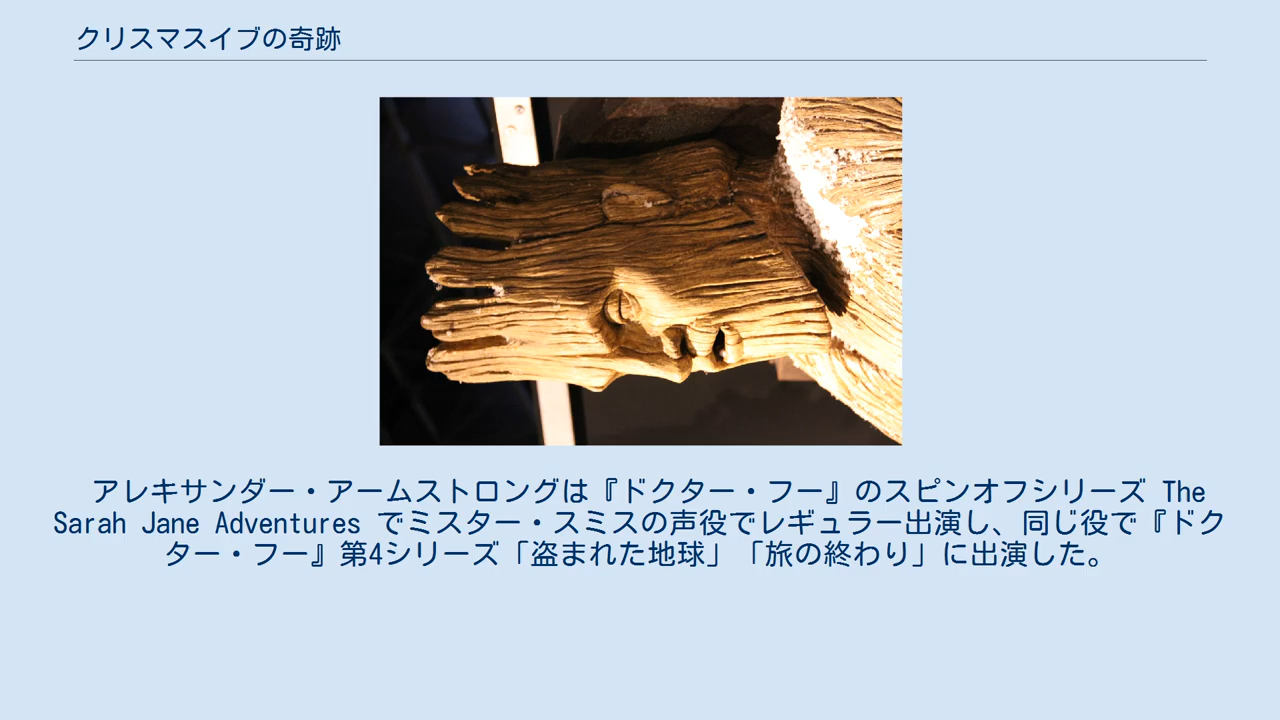 クリスマスイブの奇跡
アレキサンダー・アームストロングは『ドクター・フー』のスピンオフシリーズ The
Sarah Jane Adventures でミスター・スミスの声役でレギュラー出演し、同じ役で『ドク
ター・フー』第4シリーズ「盗まれた地球」「旅の終わり」に出演した。